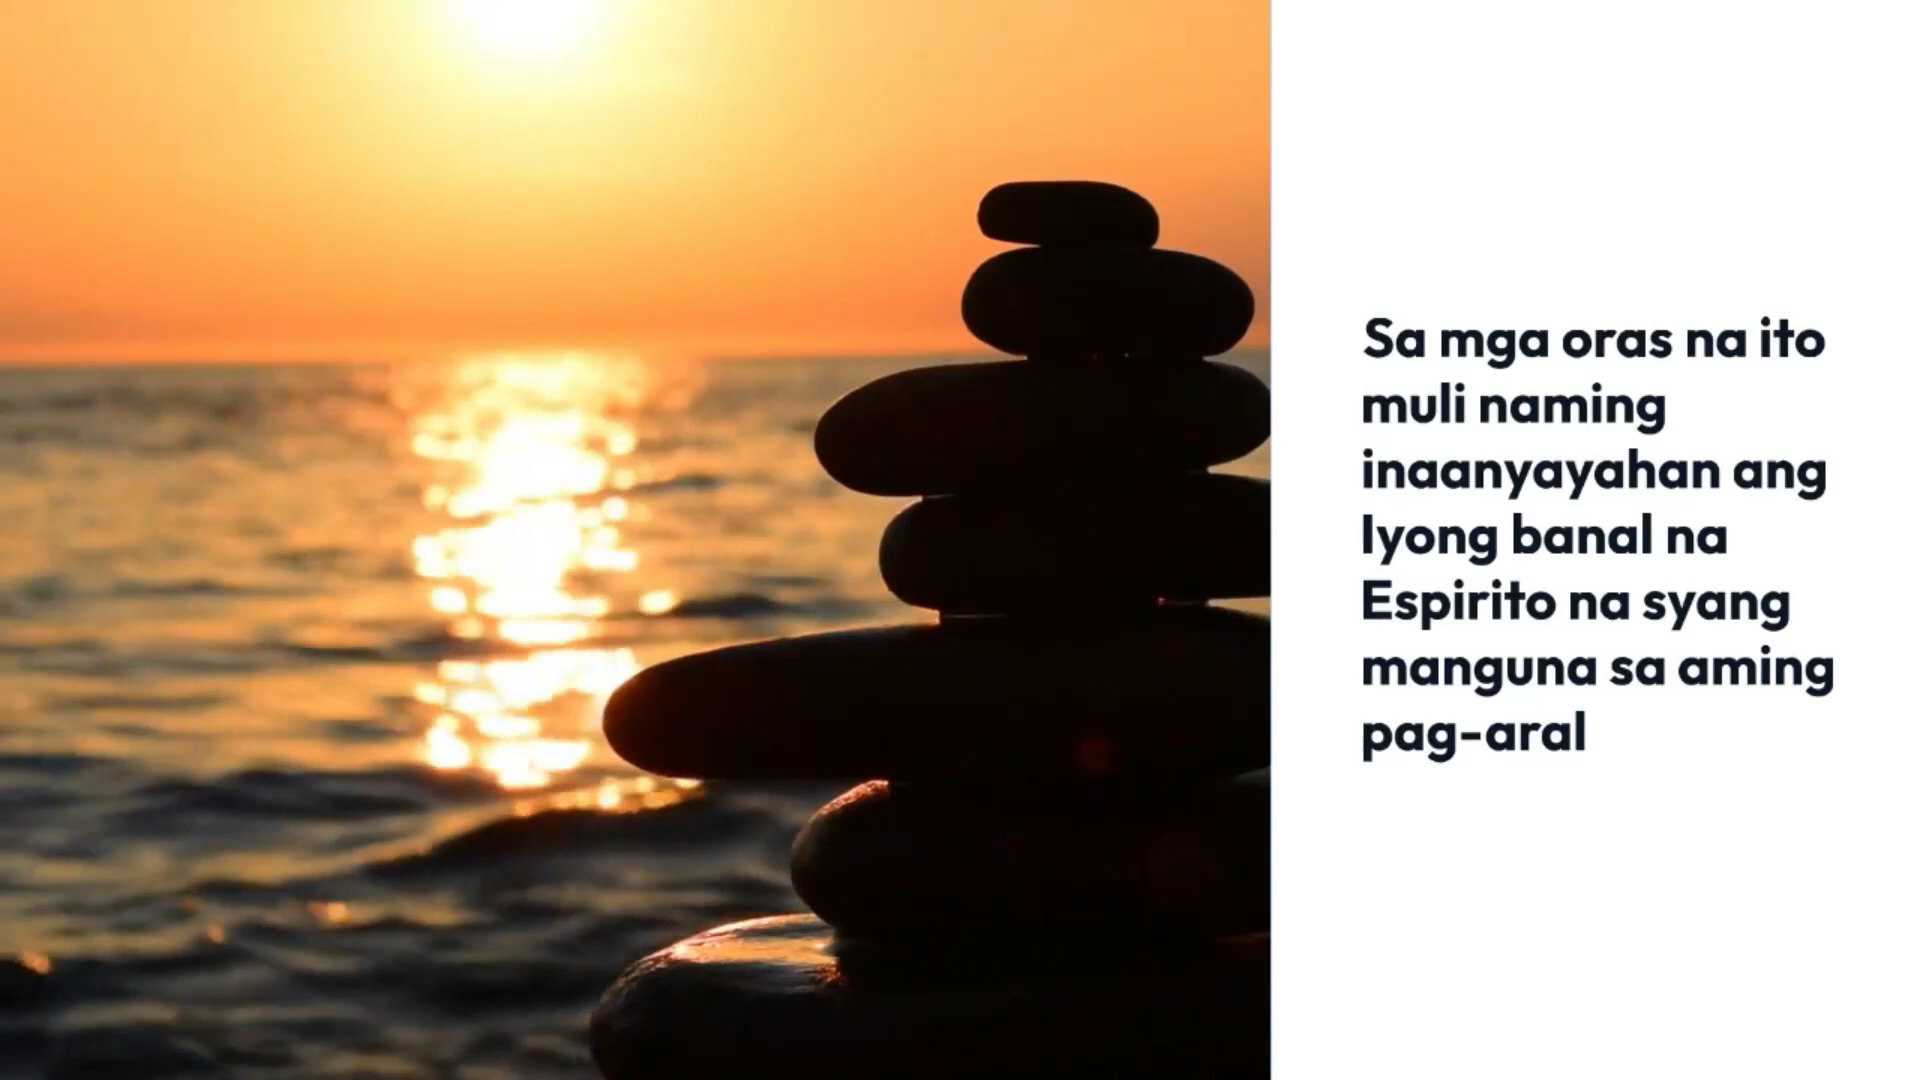 Sa mga oras na ito
muli naming
inaanyayahan ang
Iyong banal na
Espirito na syang
manguna sa aming
pag-aral